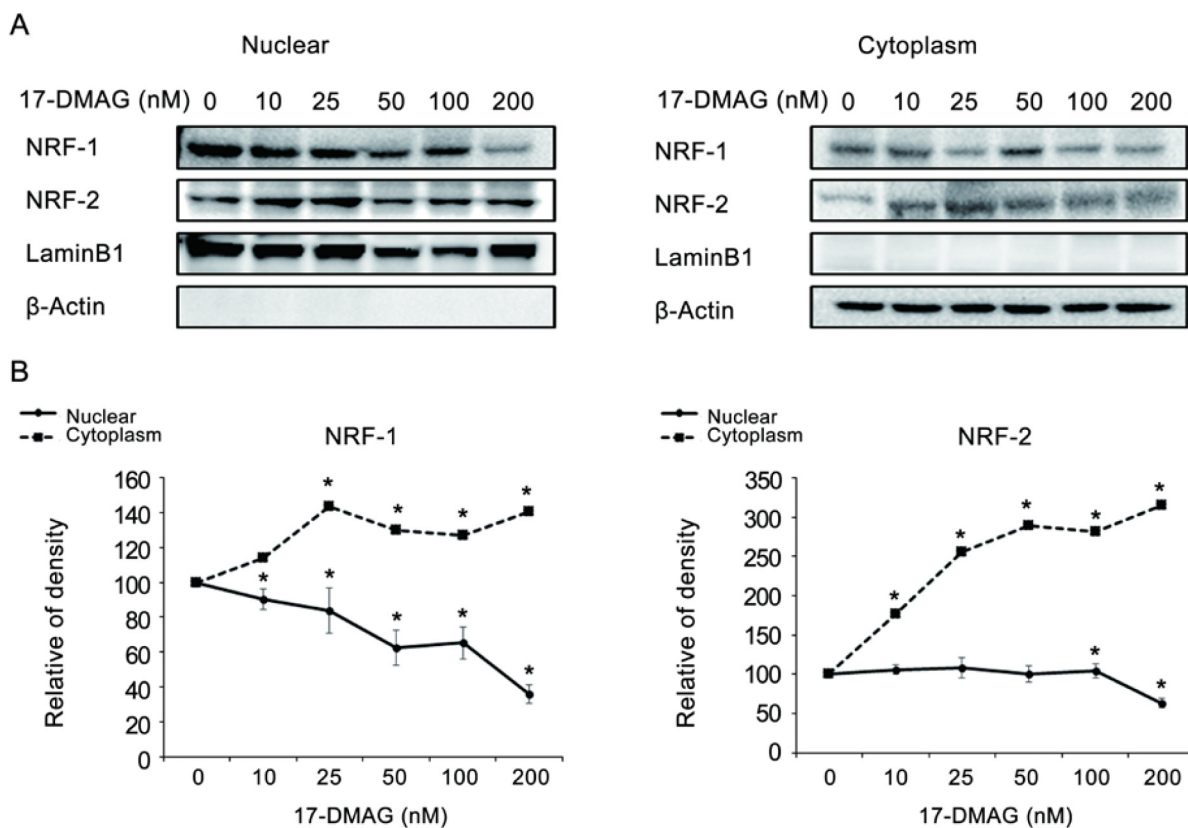 A
Nuclear
17-DMAG (nM) 0 10 25 50 100 200
NRF-1
NRF-2
LaminB1
β-Actin
Cytoplasm
17-DMAG (nM) 0 10 25 50 100 200
NRF-1
NRF-2
LaminB1
β-Actin
B
Nuclear
Cytoplasm
NRF-1
Relative of density
160
140
120
100
80
60
40
20
0
* * * *
* * * * *
0 10 25 50 100 200
17-DMAG (nM)
Nuclear
Cytoplasm
NRF-2
Relative of density
350
300
250
200
150
100
50
0
* * * * *
* *
0 10 25 50 100 200
17-DMAG (nM)